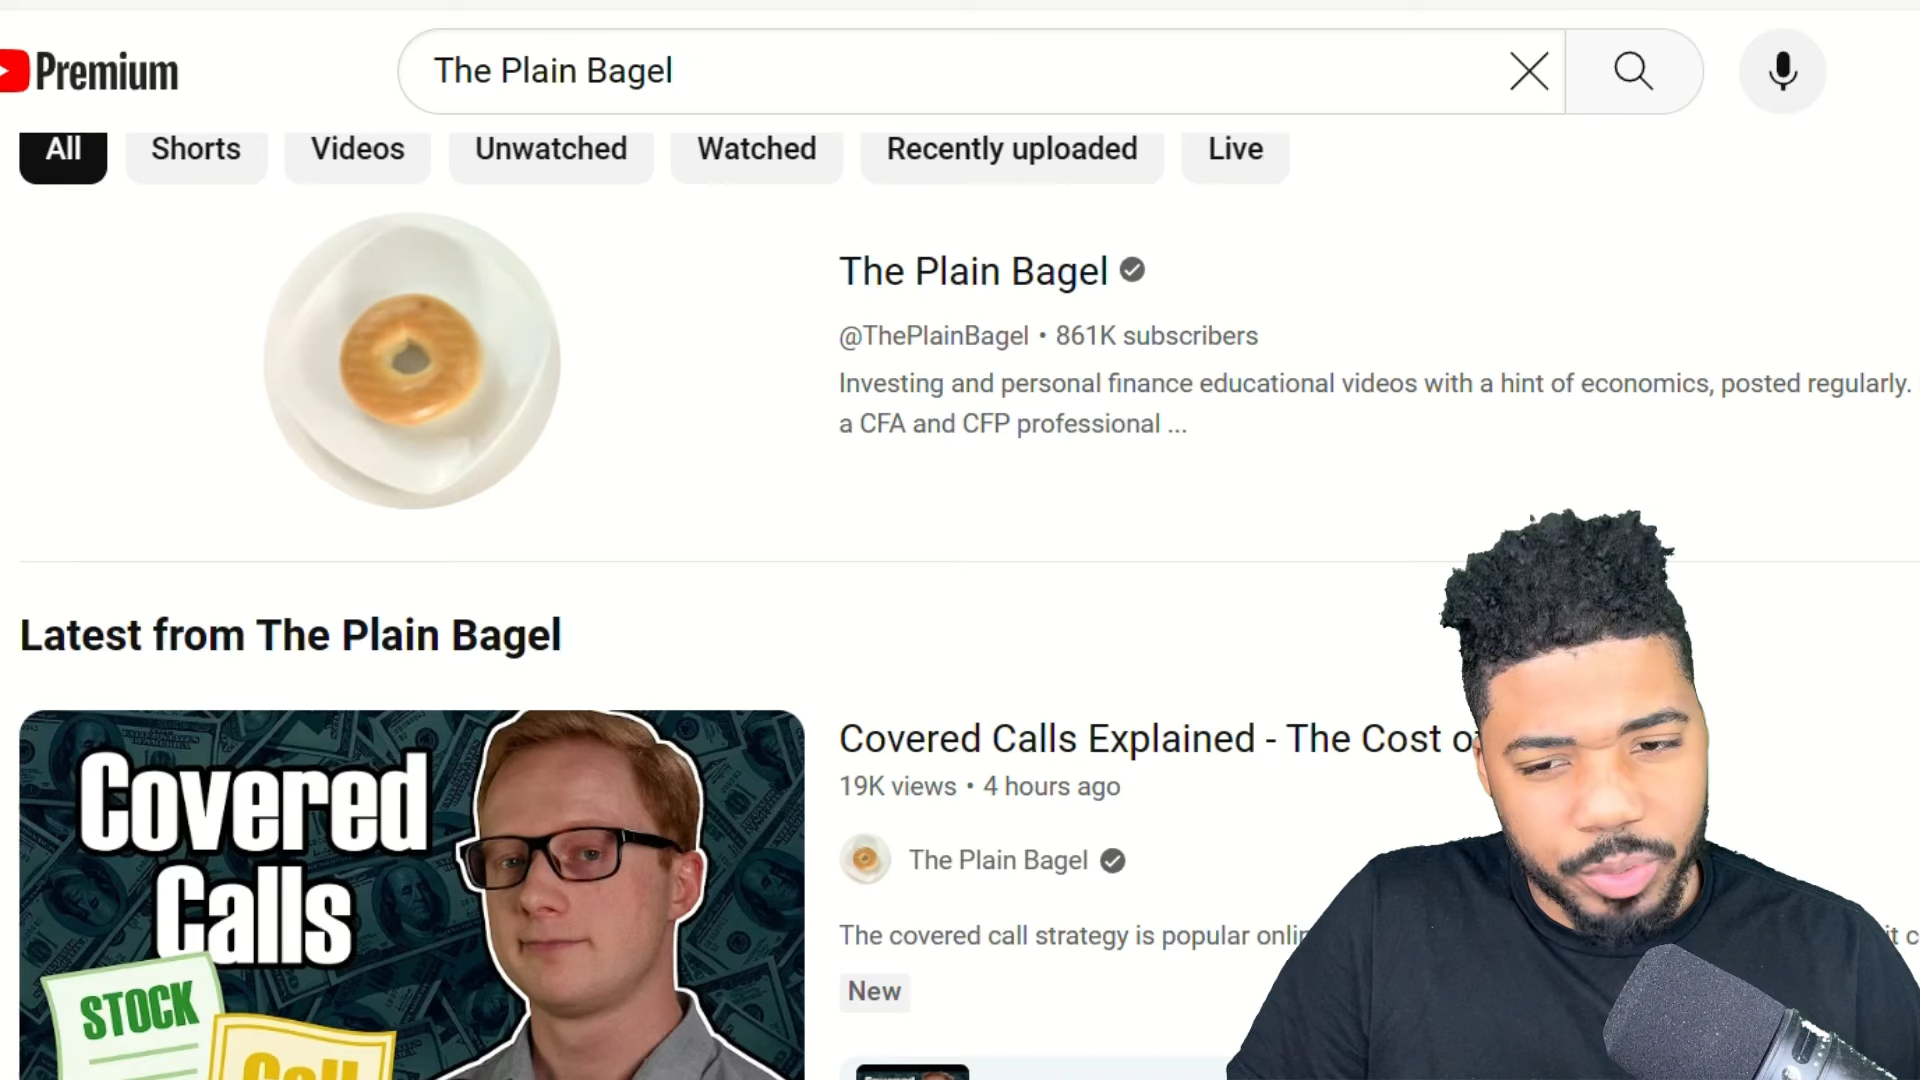 Premium
The Plain Bagel
All
Shorts
Videos
Unwatched
Watched
Recently uploaded
Live
The Plain Bagel
@ThePlainBagel • 861K subscribers
Investing and personal finance educational videos with a hint of economics, posted regularly.
a CFA and CFP professional ...
Latest from The Plain Bagel
Covered
Calls
STOCK
Call
Covered Calls Explained - The Cost
19K views • 4 hours ago
The Plain Bagel
The covered call strategy is popular
New